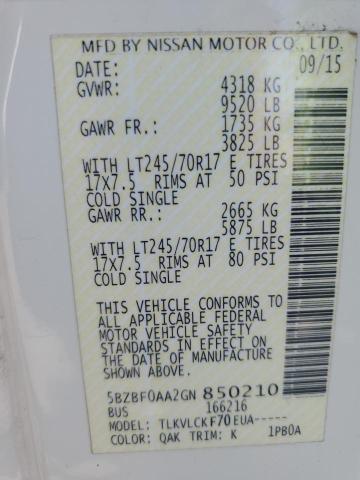 MFD BY NISSAN MOTOR CO., LTD.
DATE: 09/15
GVWR: 4318 KG
9520 LB
GAWR FR.: 1735 KG
3825 LB
WITH LT245/70R17 E TIRES
17X7.5 RIMS AT 50 PSI
COLD SINGLE
GAWR RR.: 2665 KG
5875 LB
WITH LT245/70R17 E TIRES
17X7.5 RIMS AT 80 PSI
COLD SINGLE
THIS VEHICLE CONFORMS TO
ALL APPLICABLE FEDERAL
MOTOR VEHICLE SAFETY
STANDARDS IN EFFECT ON
THE DATE OF MANUFACTURE
SHOWN ABOVE.
5BZBF0AA2GN 850210
BUS 166216
MODEL: TLKVLCKF70EUA-----
COLOR: QAK TRIM: K 1PB0A